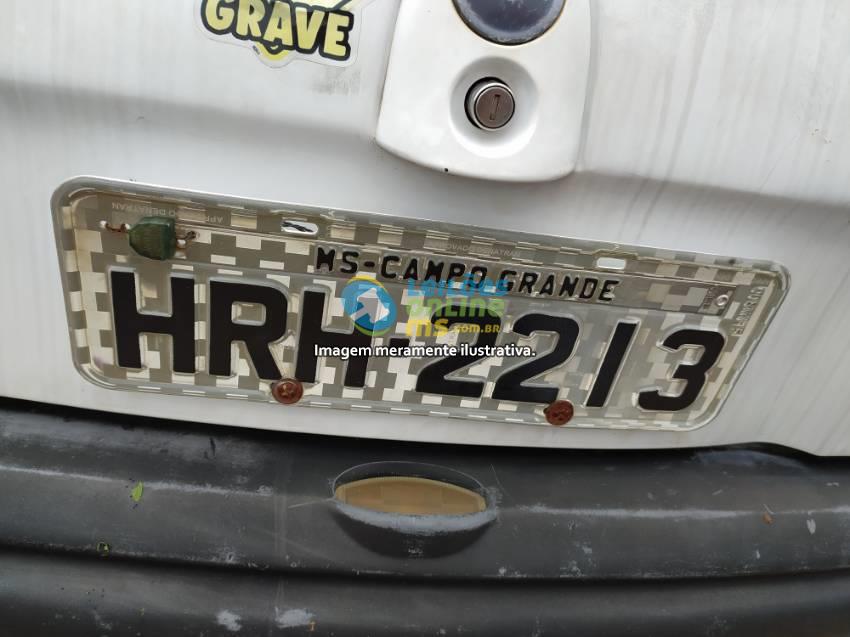 GRAVE
MS-CAMPO GRANDE
HRH-2213
LEILÕES
online
ms.com.br
Imagem meramente ilustrativa.